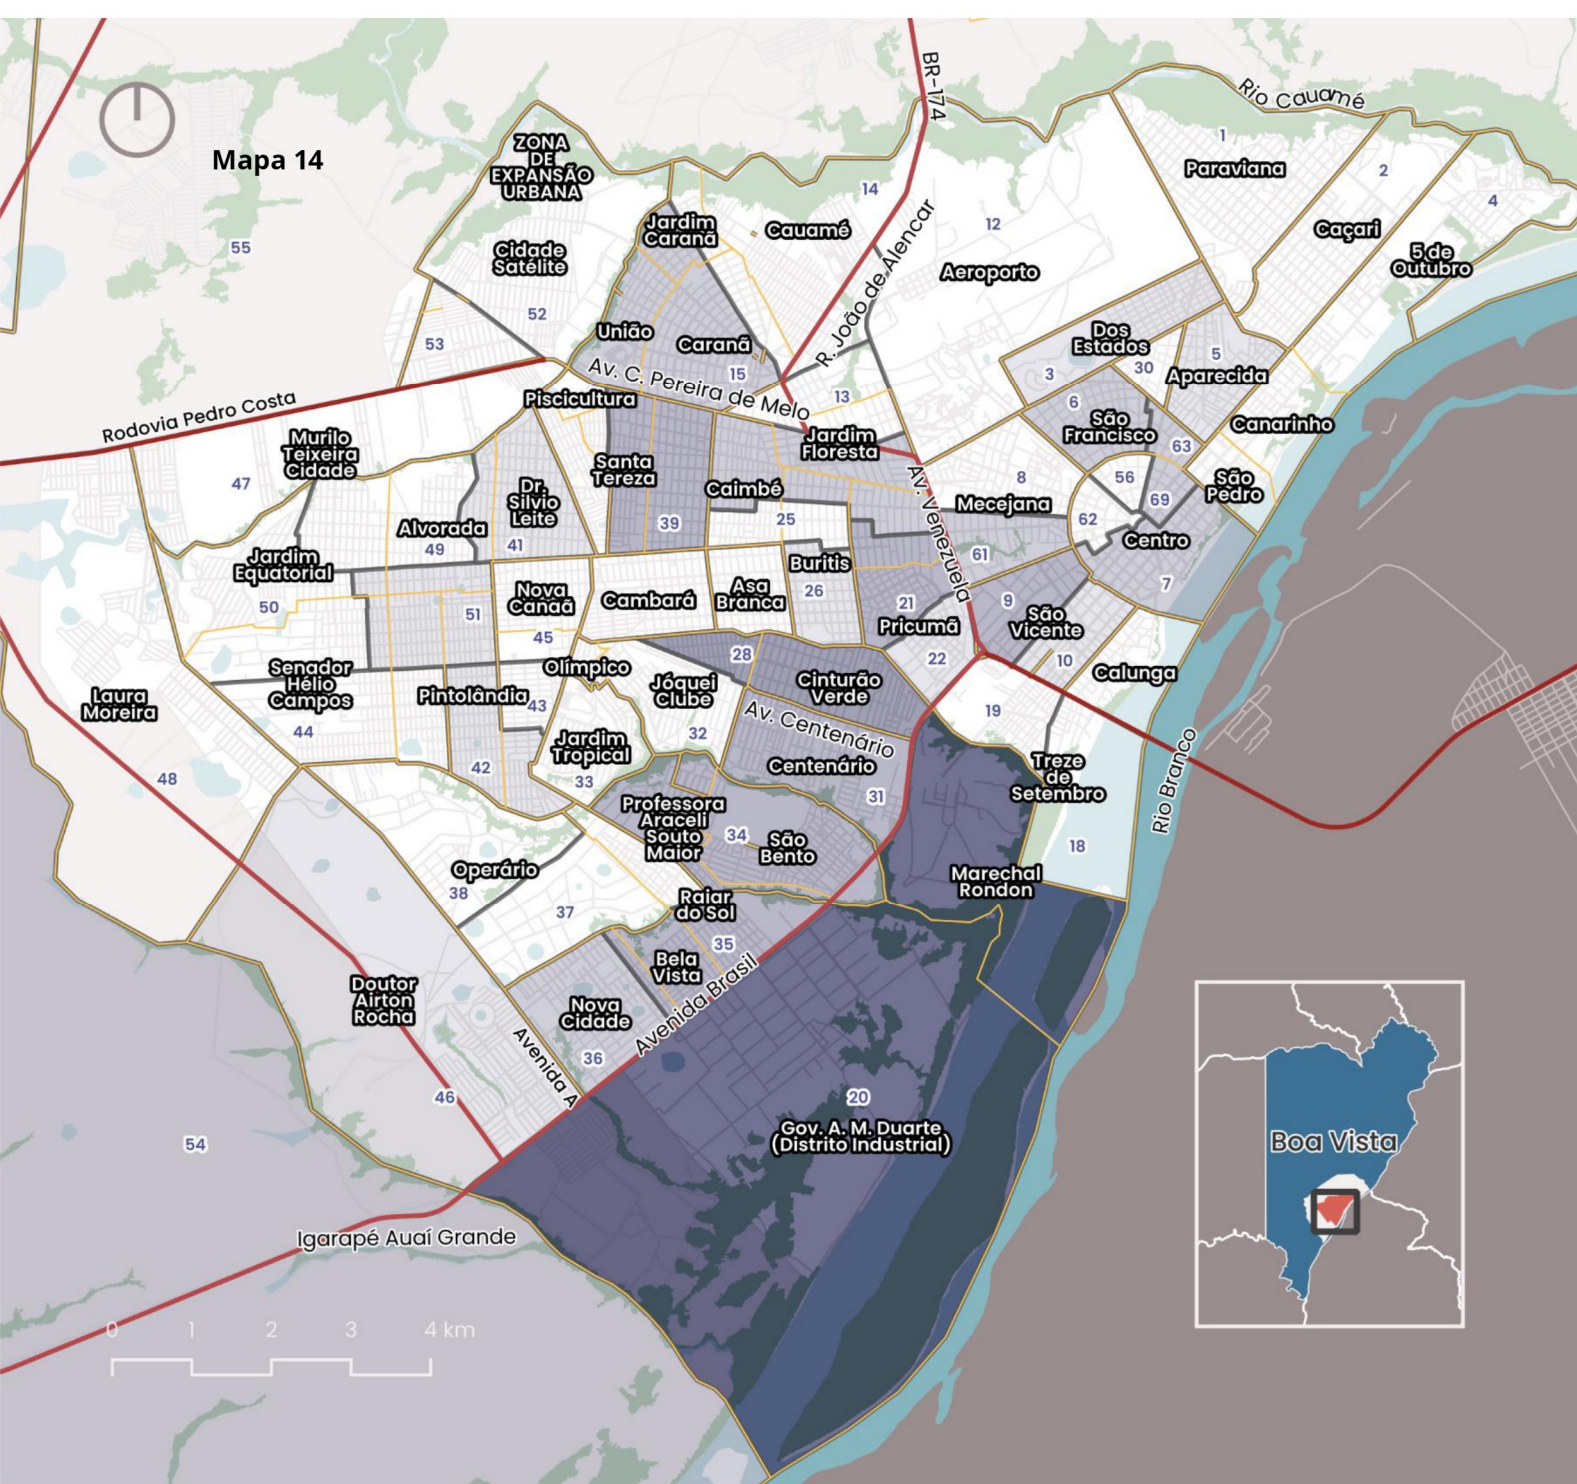 BR-174
Rio Cauamé
Mapa 14
ZONA
DE
EXPANSÃO
URBANA
1
Paraviana
2
14
4
Jardim
Caranã
Cauamé
12
Caçari
55
Cidade
Satélite
R. João de Alencar
Aeroporto
5 de
Outubro
52
União
Caranã
53
Dos
Estados
5
30
Aparecida
3
15
Av. C. Pereira de Melo
13
Piscicultura
6
Rodovia Pedro Costa
São
Francisco
Canarinho
Murilo
Teixeira
Cidade
Jardim
Floresta
63
Santa
Tereza
47
8
56
São
Pedro
Dr.
Silvio
Leite
Caimbé
Av. Venezuela
Mecejana
69
39
25
62
Alvorada
49
41
Centro
61
Jardim
Equatorial
Buritis
7
50
51
Nova
Canaã
Cambará
Asa
Branca
26
21
9
São
Vicente
Pricumã
45
28
22
10
Olímpico
Senador
Hélio
Campos
Jóquei
Clube
Cinturão
Verde
Calunga
Laura
Moreira
Pintolândia
43
19
44
32
Av. Centenário
Jardim
Tropical
Centenário
Treze
de
Setembro
Rio Branco
48
42
33
31
Professora
Araceli
Souto
Maior
34
São
Bento
18
Operário
38
Marechal
Rondon
37
Raiar
do Sol
35
Bela
Vista
Doutor
Airton
Rocha
Nova
Cidade
Avenida Brasil
Avenida A
36
46
20
Gov. A. M. Duarte
(Distrito Industrial)
54
Boa Vista
Igarapé Auaí Grande
0 1 2 3 4 km